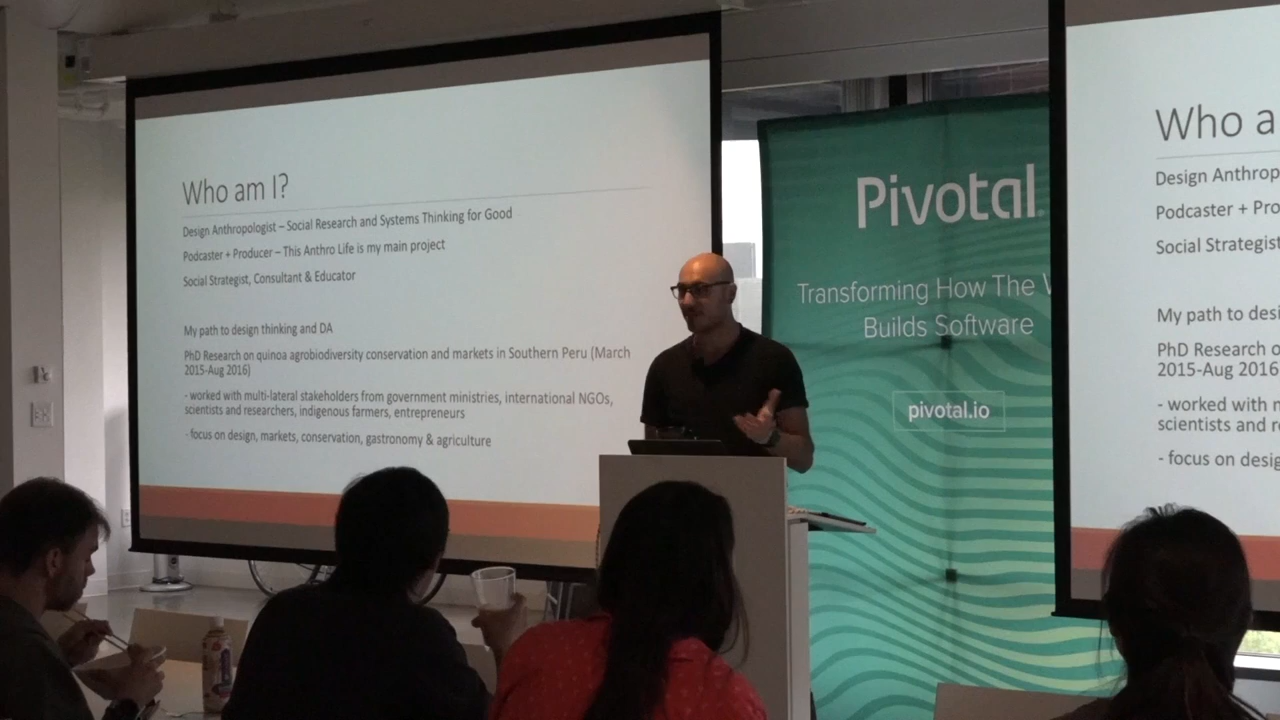 Who am I?
Design Anthropologist – Social Research and Systems Thinking for Good
Podcaster + Producer – This Anthro Life is my main project
Social Strategist, Consultant & Educator
My path to design thinking and DA
PhD Research on quinoa agrobiodiversity conservation and markets in Southern Peru (March
2015-Aug 2016)
- worked with multi-lateral stakeholders from government ministries, international NGOs,
scientists and researchers, indigenous farmers, entrepreneurs
- focus on design, markets, conservation, gastronomy & agriculture
Pivotal
Transforming How The W
Builds Software
pivotal.io
Who a
Design Anthrop
Podcaster + Pro
Social Strategist
My path to desi
PhD Research o
2015-Aug 2016
- worked with m
scientists and re
- focus on desig